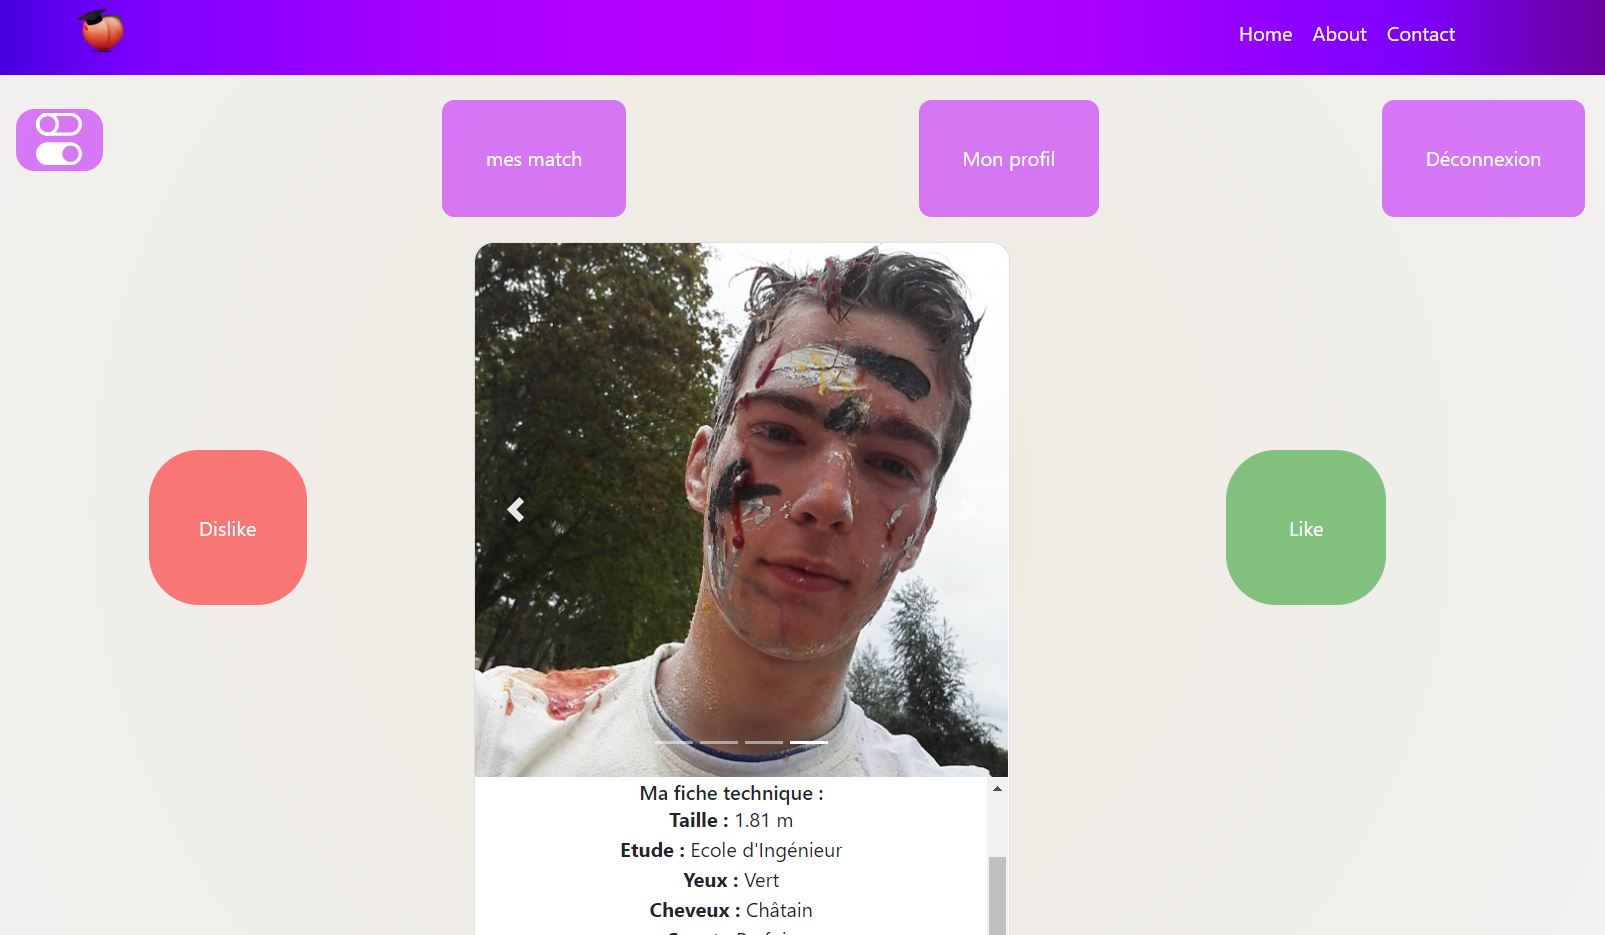 Home About Contact
mes match
Mon profil
Déconnexion
Dislike
Like
Ma fiche technique :
Taille : 1.81 m
Etude : Ecole d'Ingénieur
Yeux : Vert
Cheveux : Châtain